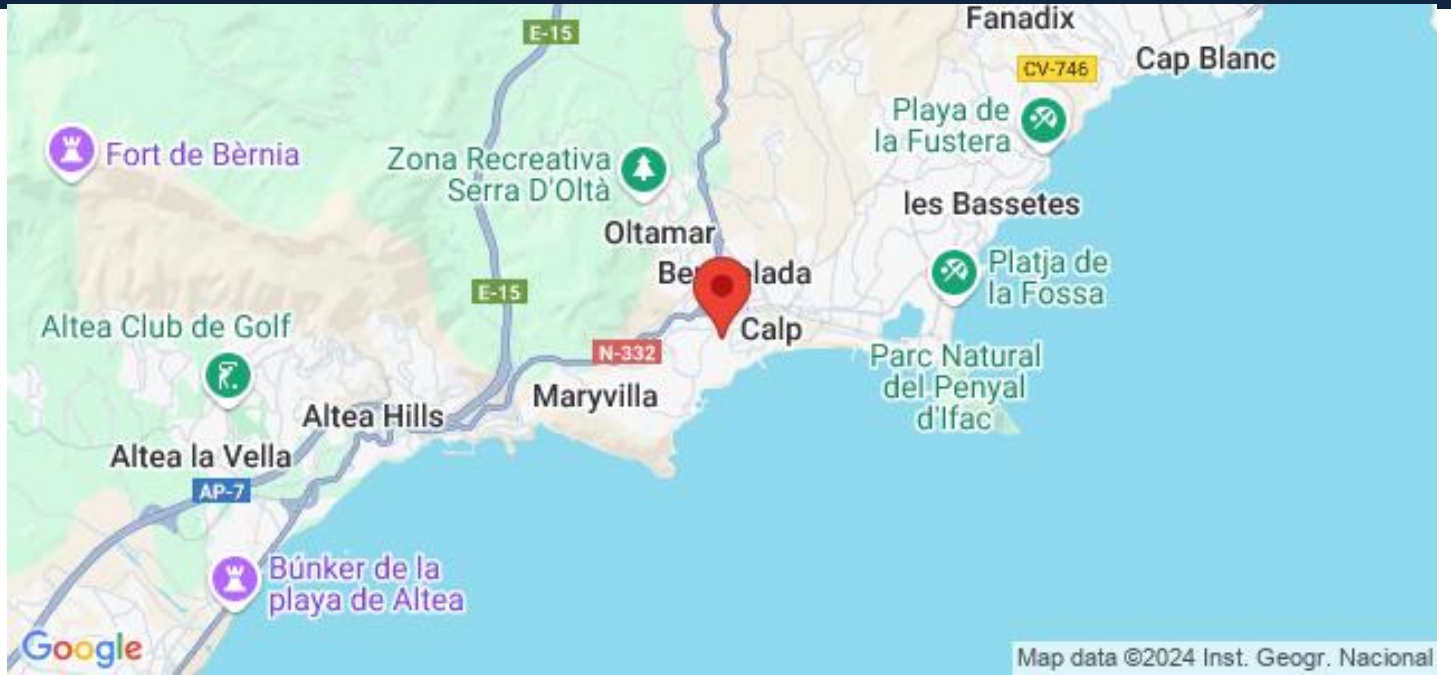 E-15
Fanadix
CV-746
Cap Blanc
Playa de
la Fustera
Fort de Bèrnia
Zona Recreativa
Serra D'Oltà
les Bassetes
Oltamar
Platja de
la Fossa
E-15
Altea Club de Golf
Calp
N-332
Parc Natural
del Penyal
d'Ifac
Maryvilla
Altea Hills
Altea la Vella
AP-7
Búnker de la
playa de Altea
Google
Map data ©2024 Inst. Geogr. Nacional